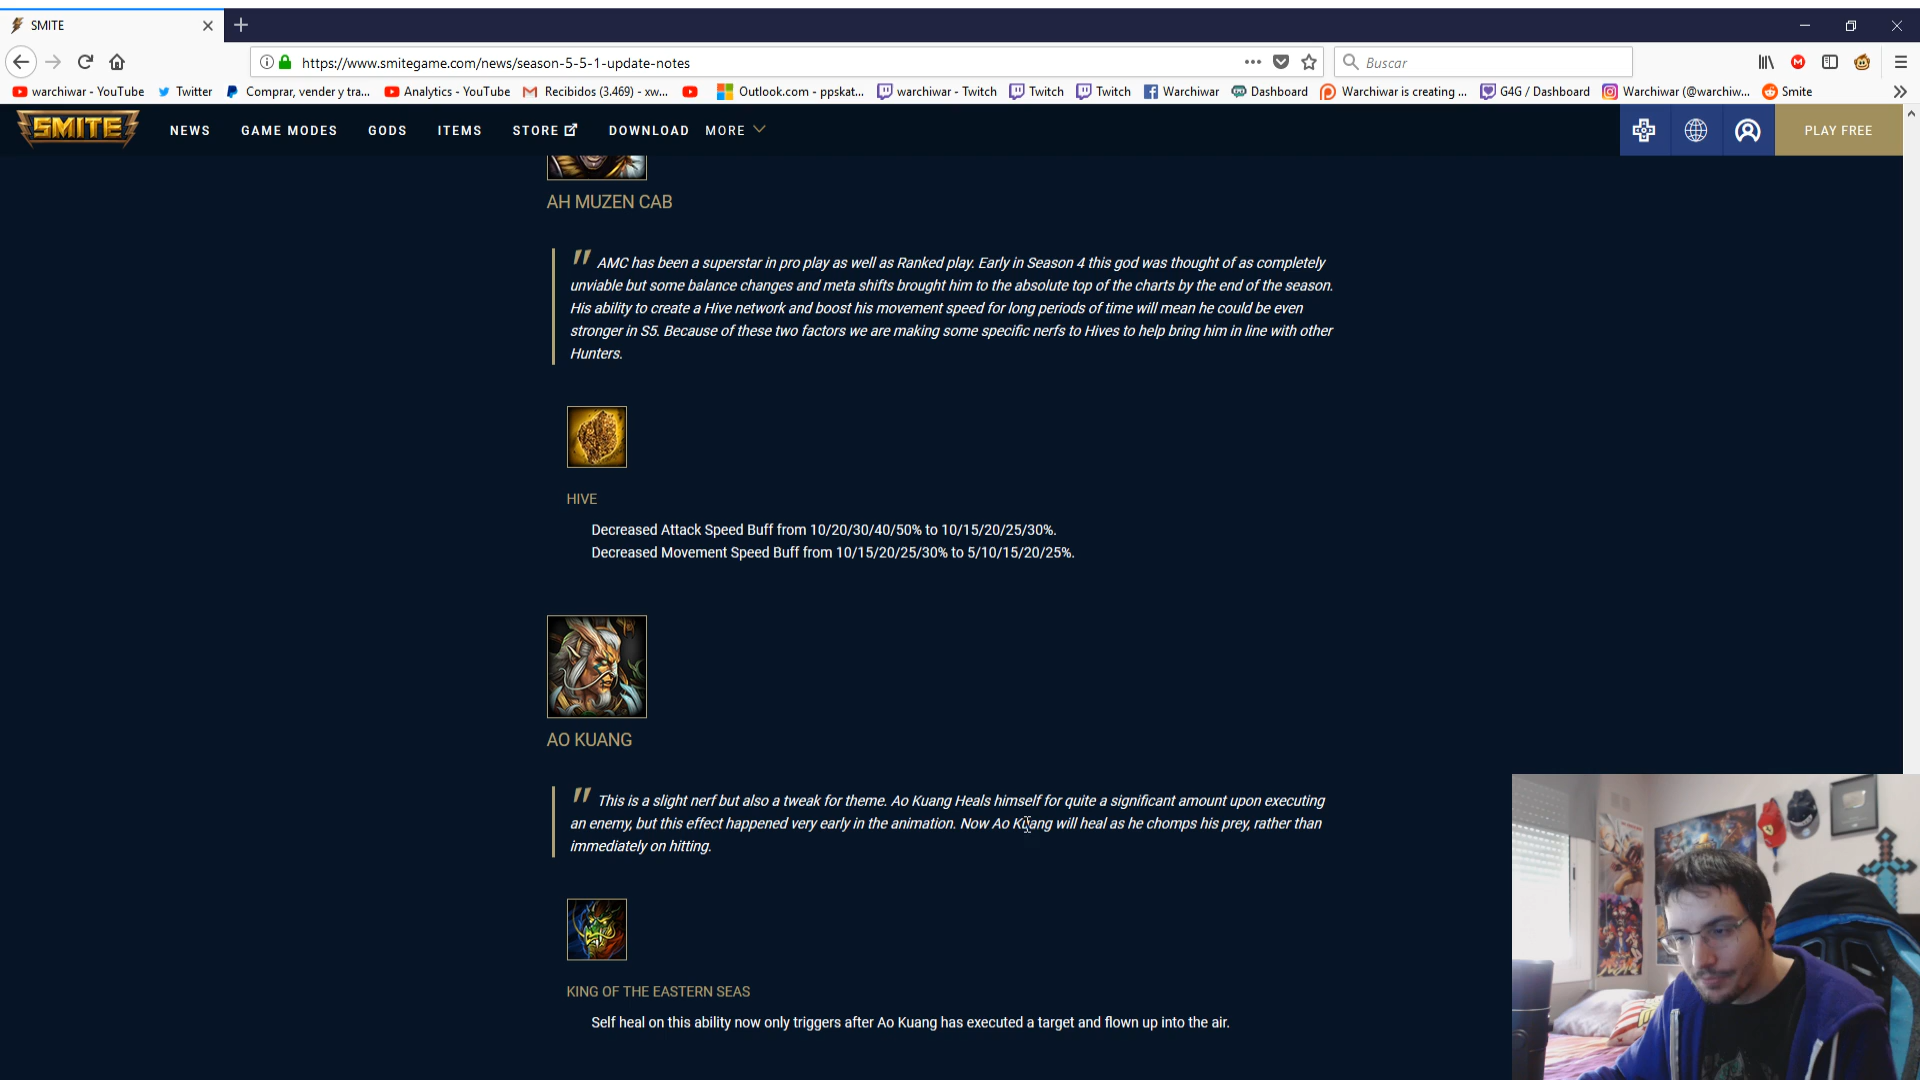 SMITE
https://www.smitegame.com/news/season-5-5-1-update-notes
Buscar
warchiwar - YouTube
Twitter
Comprar, vender y tra...
Analytics - YouTube
Recibidos (3.469) - xw...
Outlook.com - ppskat...
warchiwar - Twitch
Twitch
Twitch
Warchiwar
Dashboard
Warchiwar is creating ...
G4G / Dashboard
Warchiwar (@warchiw...
Smite
SMITE
NEWS
GAME MODES
GODS
ITEMS
STORE
DOWNLOAD
MORE
PLAY FREE
AH MUZEN CAB
" AMC has been a superstar in pro play as well as Ranked play. Early in Season 4 this god was thought of as completely
unviable but some balance changes and meta shifts brought him to the absolute top of the charts by the end of the season.
His ability to create a Hive network and boost his movement speed for long periods of time will mean he could be even
stronger in S5. Because of these two factors we are making some specific nerfs to Hives to help bring him in line with other
Hunters.
HIVE
Decreased Attack Speed Buff from 10/20/30/40/50% to 10/15/20/25/30%.
Decreased Movement Speed Buff from 10/15/20/25/30% to 5/10/15/20/25%.
AO KUANG
" This is a slight nerf but also a tweak for theme. Ao Kuang Heals himself for quite a significant amount upon executing
an enemy, but this effect happened very early in the animation. Now Ao Kuang will heal as he chomps his prey, rather than
immediately on hitting.
KING OF THE EASTERN SEAS
Self heal on this ability now only triggers after Ao Kuang has executed a target and flown up into the air.